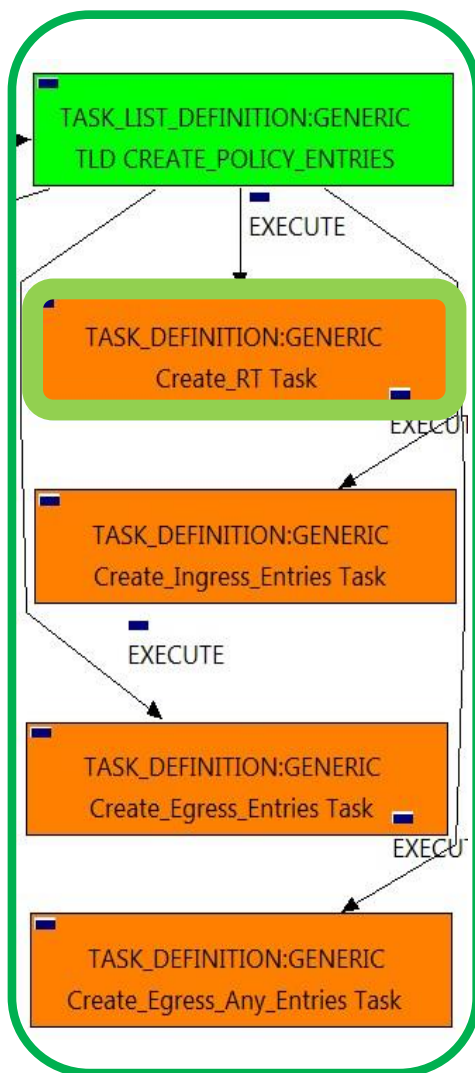 TASK_LIST_DEFINITION:GENERIC
TLD CREATE_POLICY_ENTRIES
EXECUTE
TASK_DEFINITION:GENERIC
Create_RT Task
EXECUT
TASK_DEFINITION:GENERIC
Create_Ingress_Entries Task
EXECUTE
TASK_DEFINITION:GENERIC
Create_Egress_Entries Task
EXECUT
TASK_DEFINITION:GENERIC
Create_Egress_Any_Entries Task